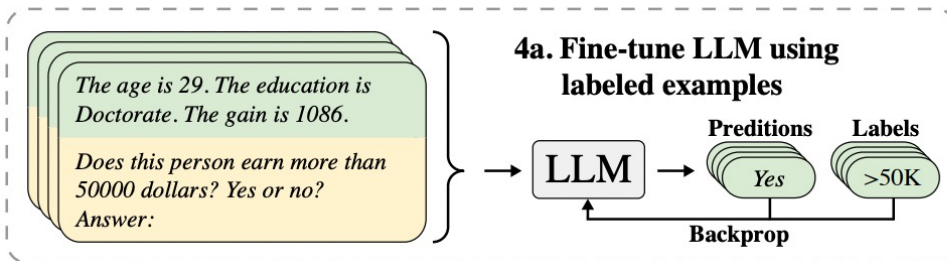 The age is 29. The education is
Doctorate. The gain is 1086.
Does this person earn more than
50000 dollars? Yes or no?
Answer:
4a. Fine-tune LLM using
labeled examples
LLM
Preditions
Labels
Yes
>50K
Backprop